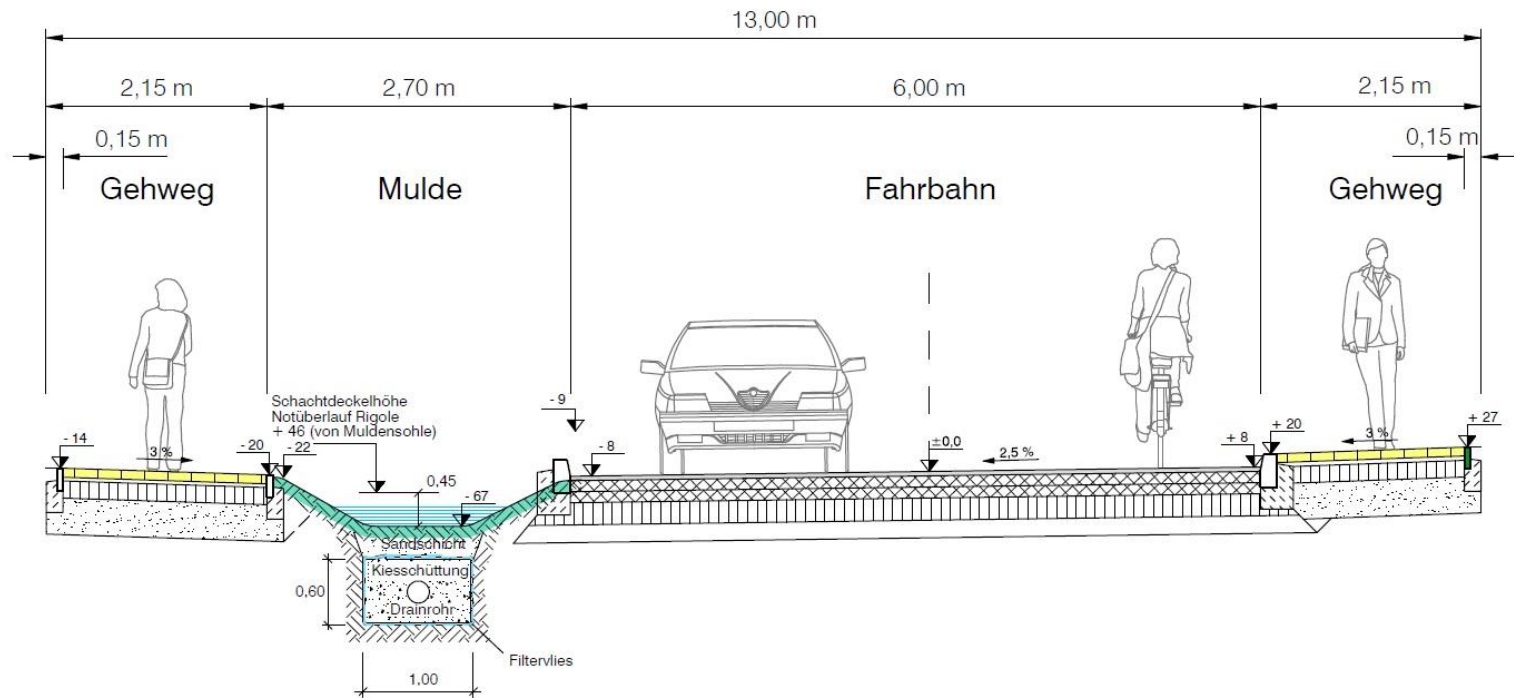 13,00 m
2,15 m
2,70 m
6,00 m
2,15 m
0,15 m
0,15 m
Gehweg
Mulde
Fahrbahn
Gehweg
Schachtdeckelhöhe
Notüberlauf Rigole
+ 46 (von Muldensohle)
- 9
- 14
3 %
- 20
- 22
- 8
±0,0
2,5 %
+ 8
+ 20
3 %
+ 27
0,45
- 67
Sandschicht
Kiesschüttung
0,60
Drainrohr
Filtervlies
1,00